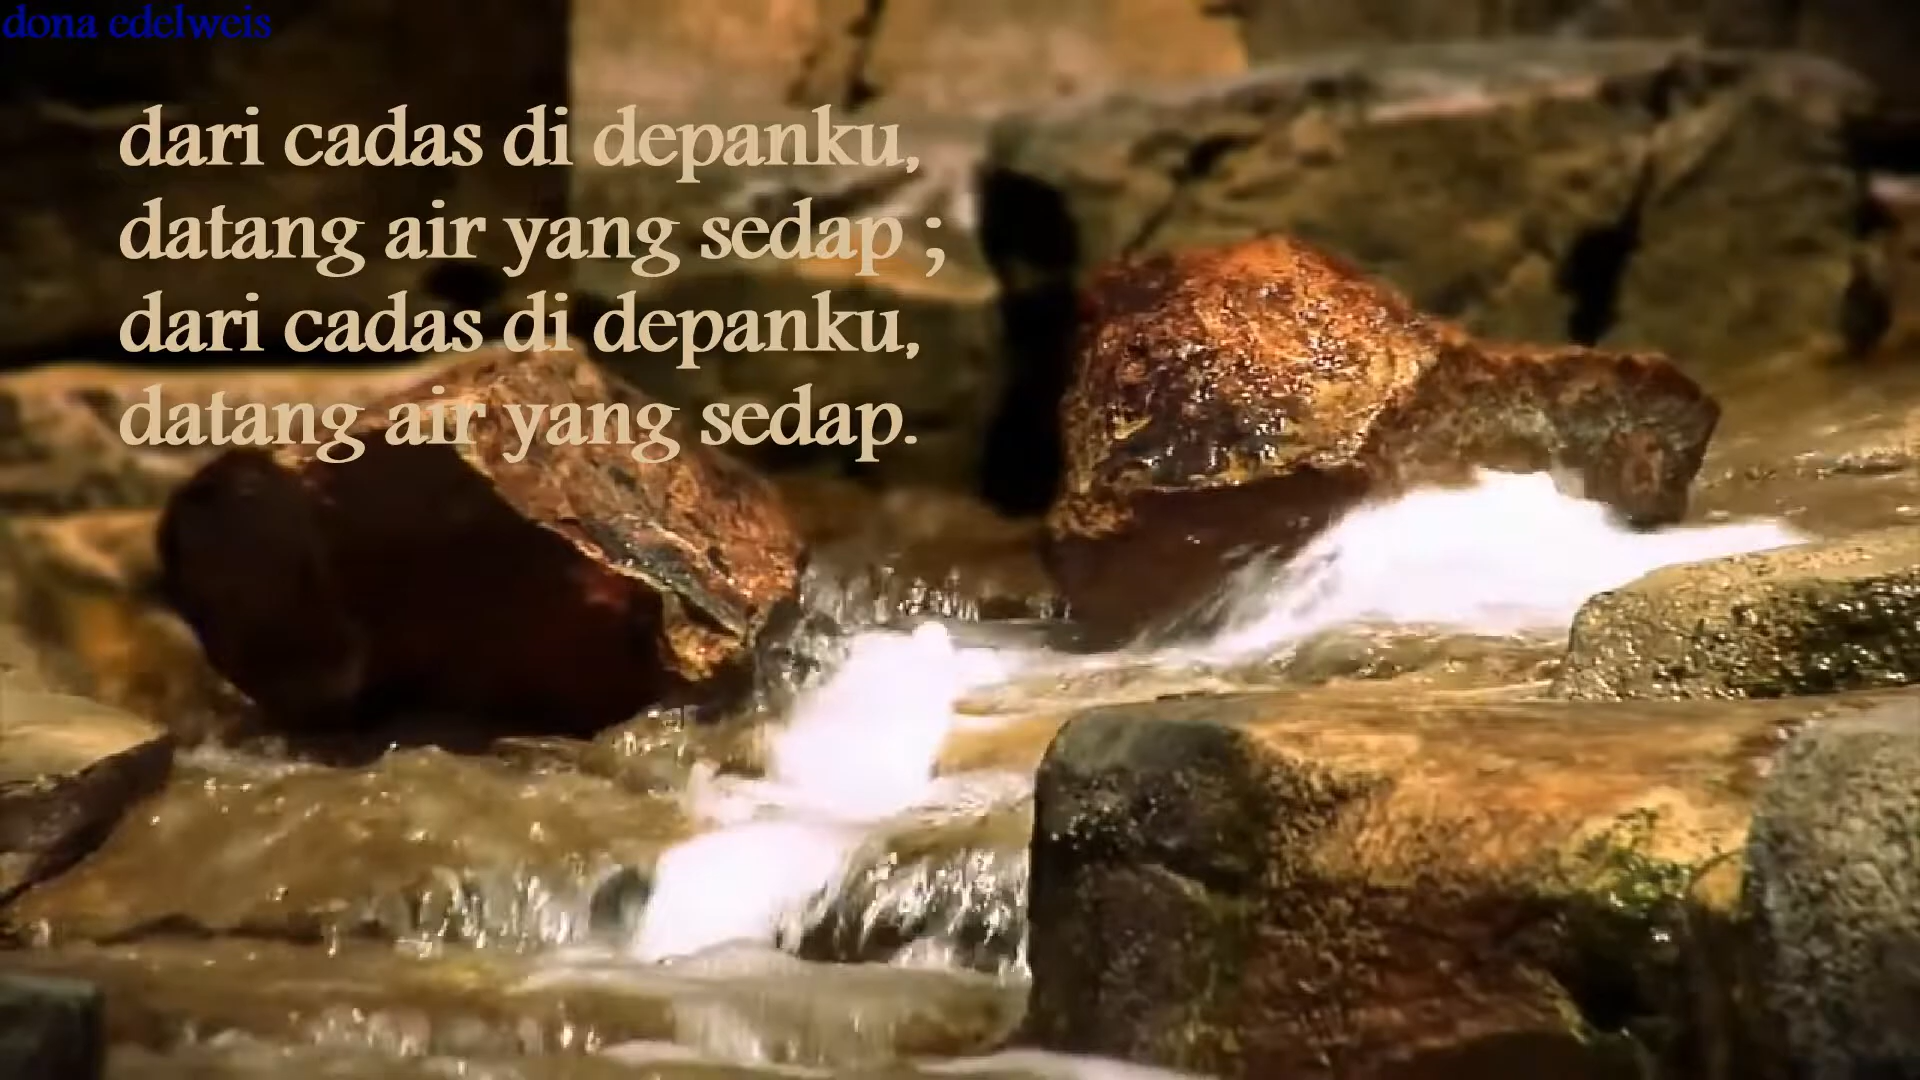 dona edelweis
dari cadas di depanku,
datang air yang sedap ;
dari cadas di depanku,
datang air yang sedap.